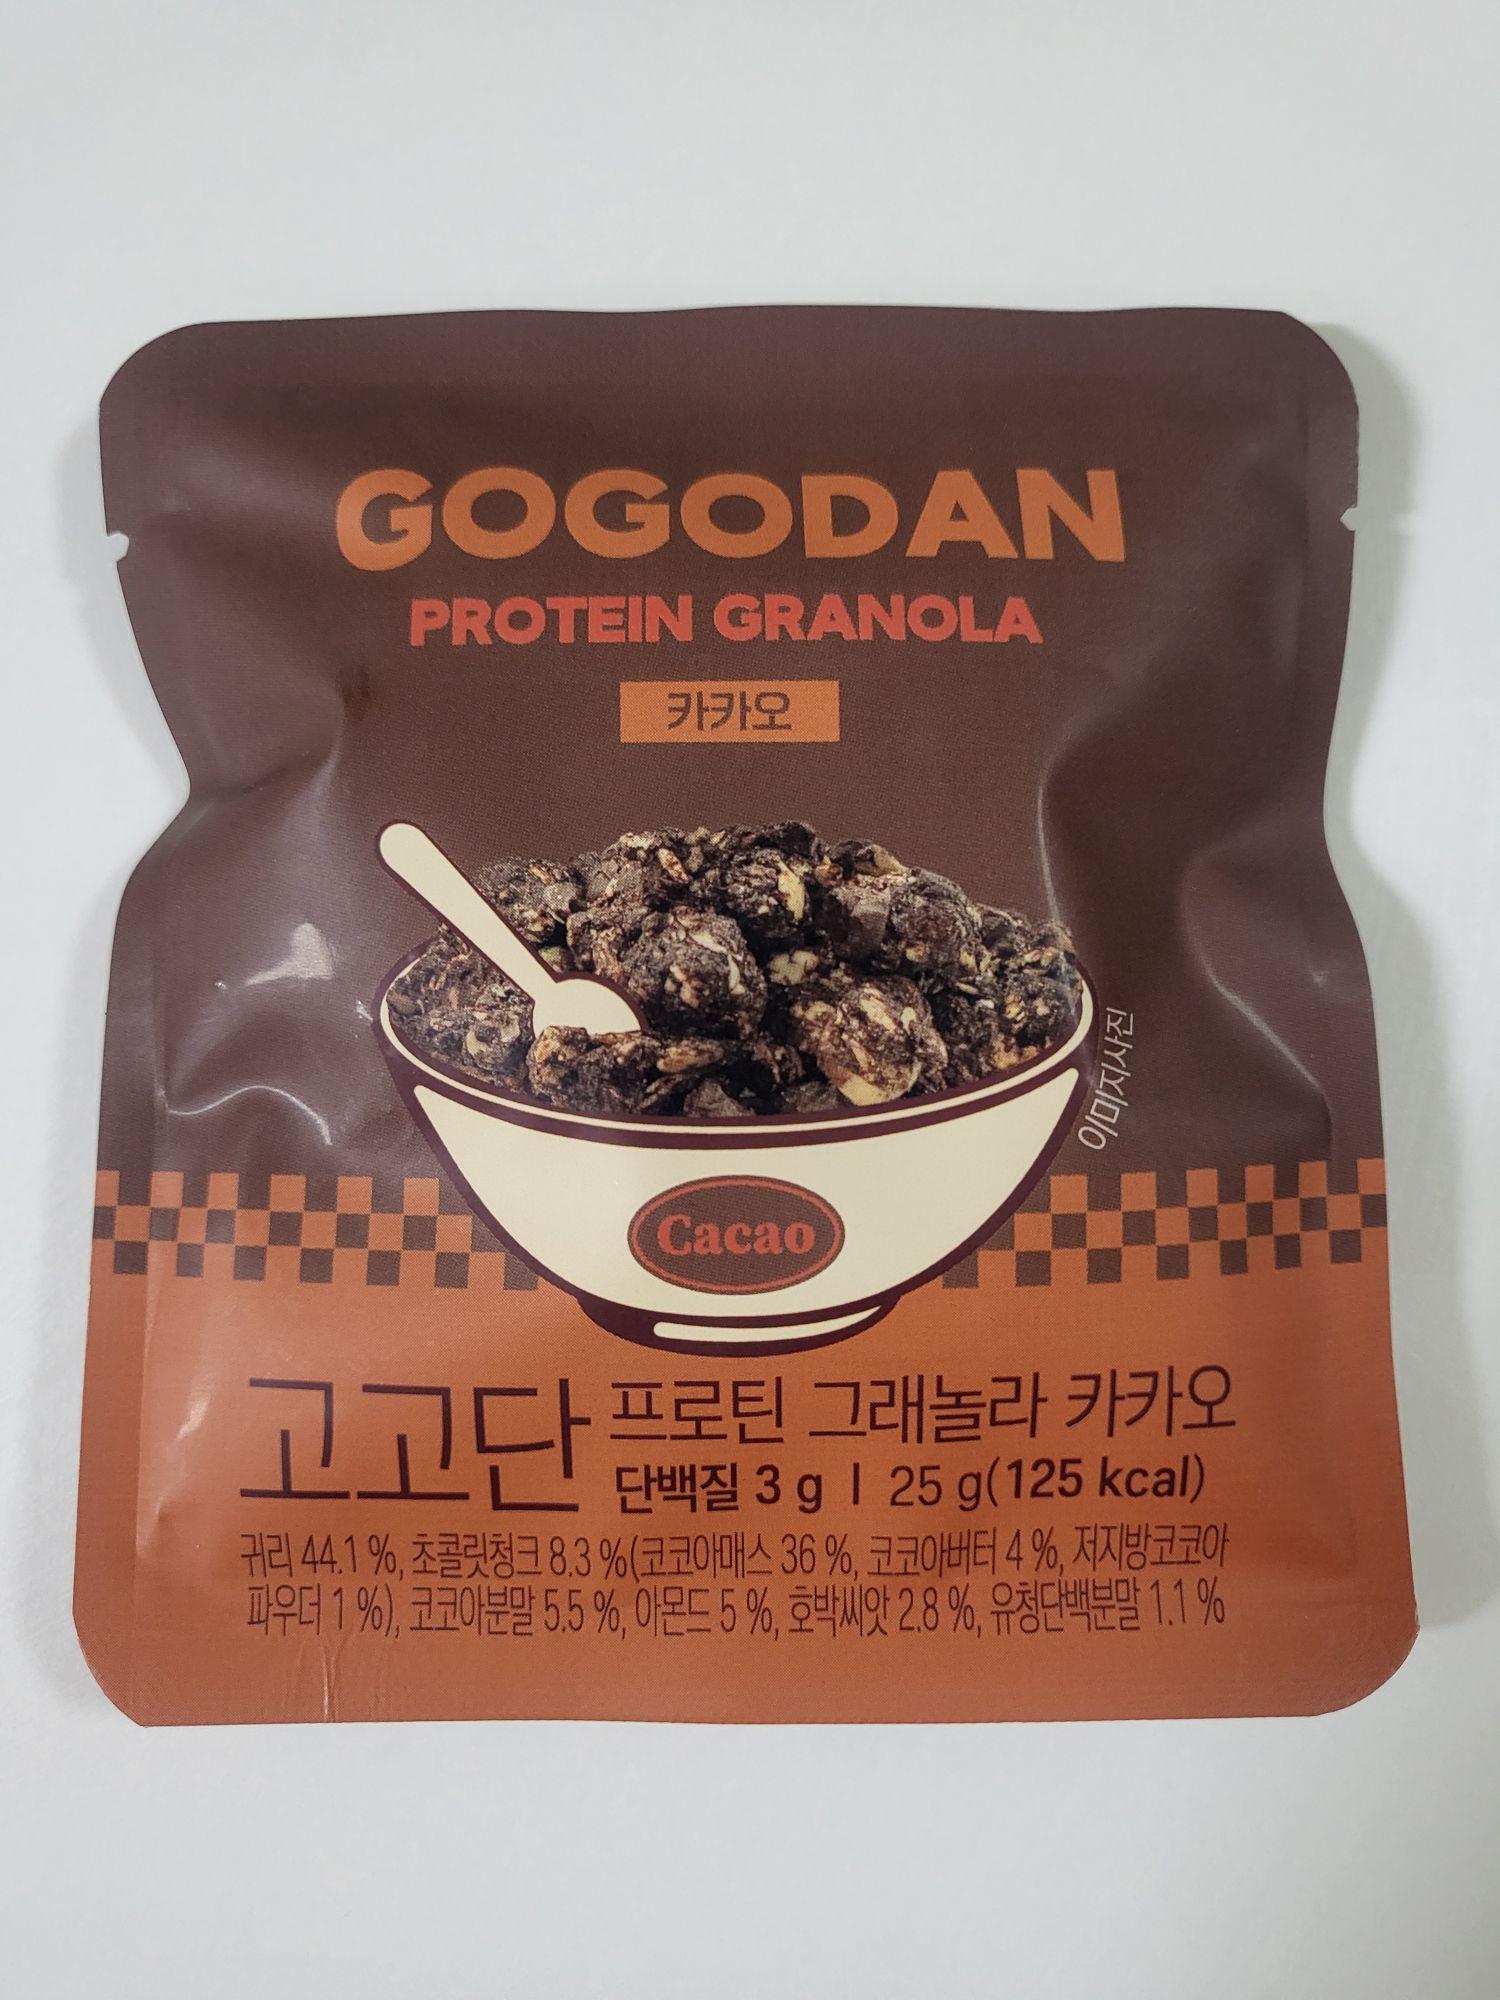 GOGODAN
PROTEIN GRANOLA
카카오
이미지사진
Cacao
고고단 프로틴 그래놀라 카카오
단백질 3 g | 25 g(125 kcal)
귀리 44.1 %, 초콜릿청크 8.3 %(코코아매스 36 %, 코코아버터 4 %, 저지방코코아
파우더 1 %), 코코아분말 5.5 %, 아몬드 5 %, 호박씨앗 2.8 %, 유청단백분말 1.1 %